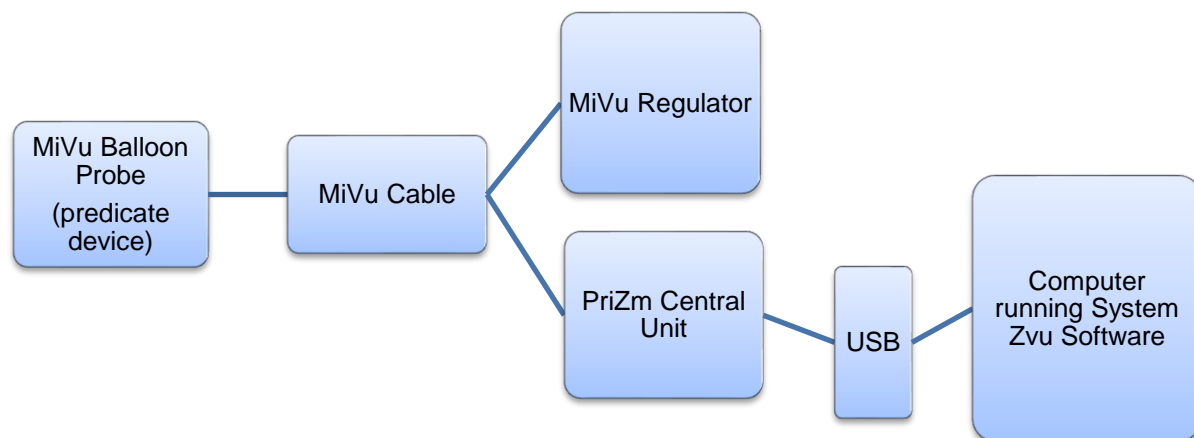 MiVu Balloon
Probe
(predicate
device)
MiVu Cable
MiVu Regulator
PriZm Central
Unit
USB
Computer
running System
Zvu Software